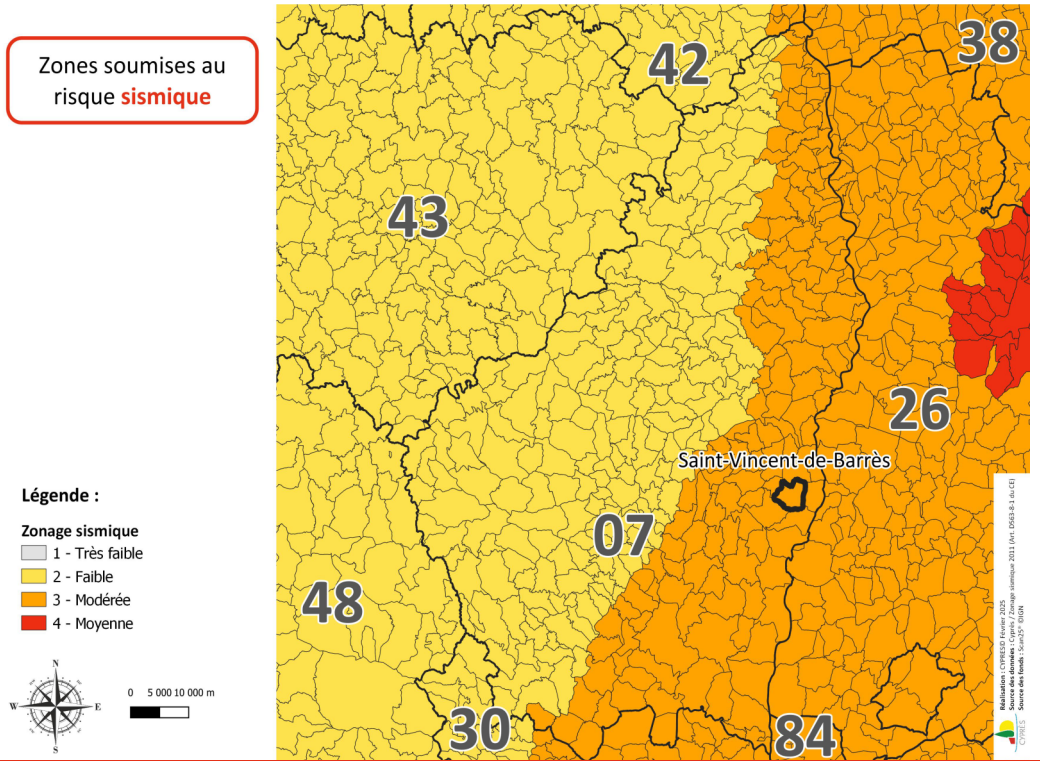 Zones soumises au
risque sismique
42
38
43
26
Saint-Vincent-de-Barrès
07
48
30
84
Légende :
Zonage sismique
1 - Très faible
2 - Faible
3 - Modérée
4 - Moyenne
N
W
E
S
0 5 000 10 000 m
Réalisation : CYPRES© Février 2025
Source des données : Cyprès / Zonage sismique 2011 (Art. D563-8-1 du CE)
Source des fonds : Scan25® ©IGN
CYPRES